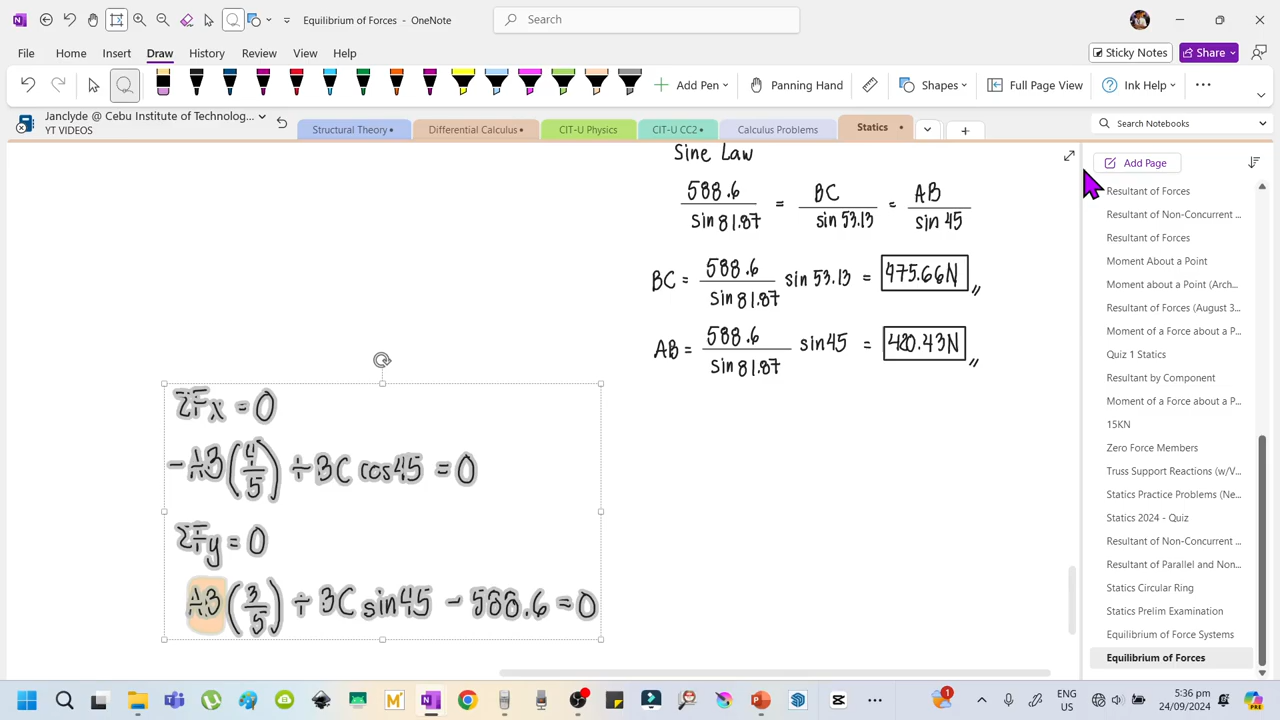 Equilibrium of Forces - OneNote
Search
File Home Insert Draw History Review View Help
Sticky Notes
Share
Add Pen
Panning Hand
Shapes
Full Page View
Ink Help
Janclyde @ Cebu Institute of Technolog...
YT VIDEOS
Structural Theory
Differential Calculus
CIT-U Physics
CIT-U CC2
Calculus Problems
Statics
Search Notebooks
Add Page
Sine Law
588.6 / sin 81.87 = BC / sin 53.13 = AB / sin 45
BC = 588.6 / sin 81.87 sin 53.13 = 475.66N
AB = 588.6 / sin 81.87 sin 45 = 420.43N
ΣFx = 0
-AB (4/5) + BC cos 45 = 0
ΣFy = 0
AB (3/5) + BC sin 45 - 588.6 = 0
Resultant of Forces
Resultant of Non-Concurrent ...
Resultant of Forces
Moment About a Point
Moment about a Point (Arch...
Resultant of Forces (August 3...
Moment of a Force about a P...
Quiz 1 Statics
Resultant by Component
Moment of a Force about a P...
15KN
Zero Force Members
Truss Support Reactions (w/V...
Statics Practice Problems (Ne...
Statics 2024 - Quiz
Resultant of Non-Concurrent ...
Resultant of Parallel and Non...
Statics Circular Ring
Statics Prelim Examination
Equilibrium of Force Systems
Equilibrium of Forces
1
ENG
US
5:36 pm
24/09/2024